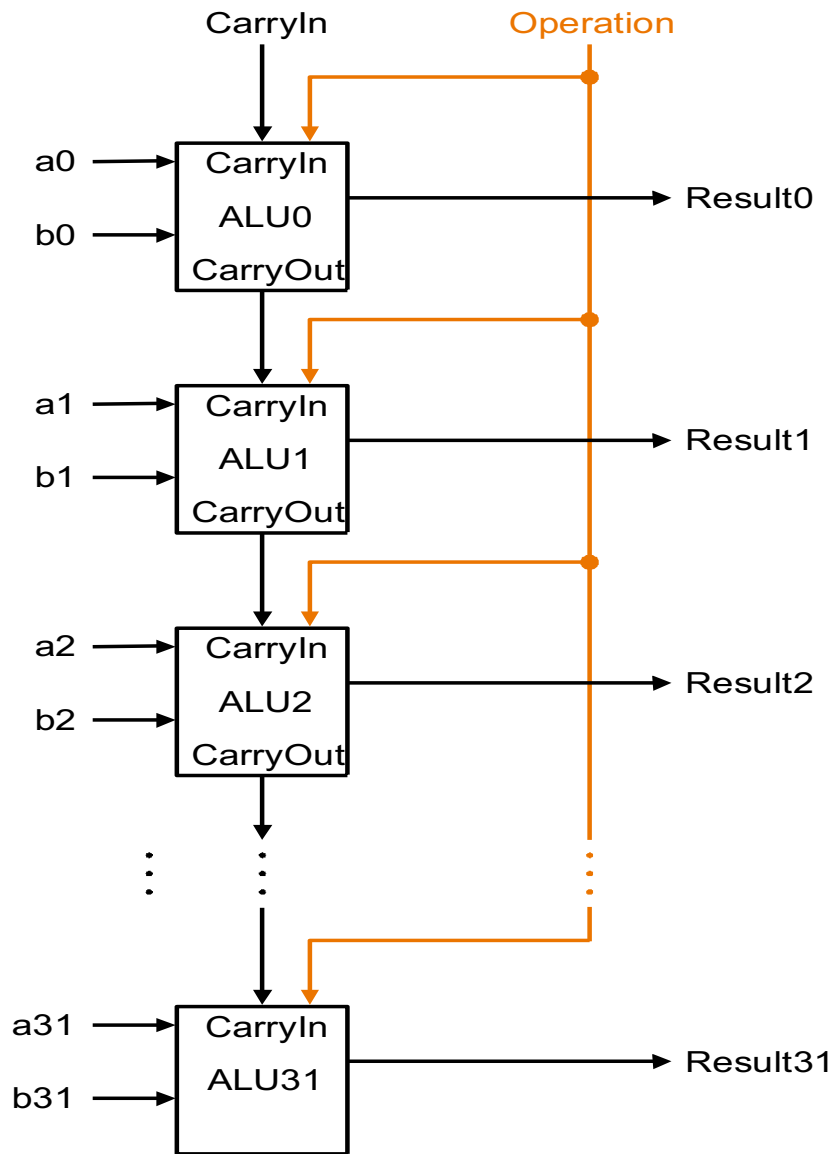 CarryIn Operation
a0 CarryIn
Result0
ALU0
b0
CarryOut
a1 CarryIn
Result1
ALU1
b1
CarryOut
a2 CarryIn
Result2
ALU2
b2
CarryOut
a31 CarryIn
Result31
ALU31
b31